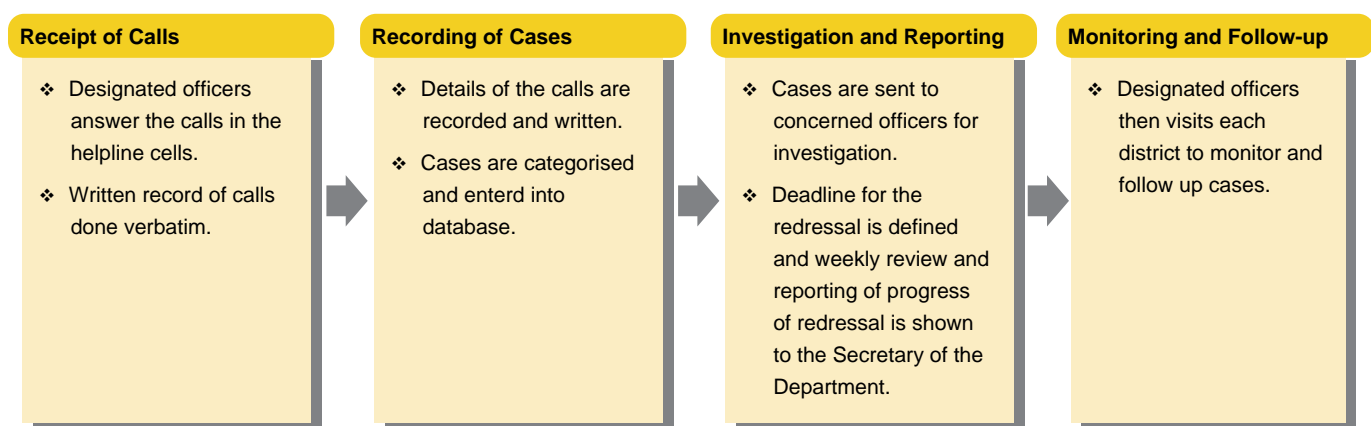 Receipt of Calls
❖ Designated officers
answer the calls in the
helpline cells.
❖ Written record of calls
done verbatim.
Recording of Cases
❖ Details of the calls are
recorded and written.
❖ Cases are categorised
and enterd into
database.
Investigation and Reporting
❖ Cases are sent to
concerned officers for
investigation.
❖ Deadline for the
redressal is defined
and weekly review and
reporting of progress
of redressal is shown
to the Secretary of the
Department.
Monitoring and Follow-up
❖ Designated officers
then visits each
district to monitor and
follow up cases.